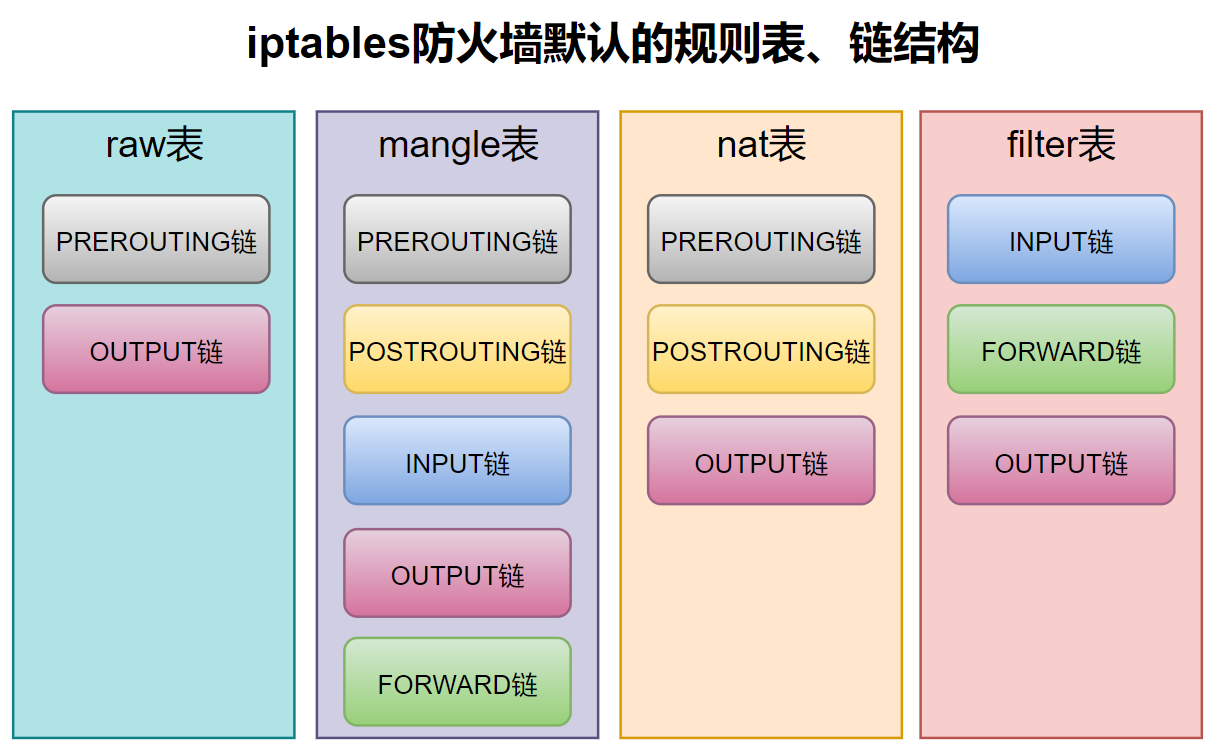 iptables防火墙默认的规则表、链结构
raw表
PREROUTING链
OUTPUT链
mangle表
PREROUTING链
POSTROUTING链
INPUT链
OUTPUT链
FORWARD链
nat表
PREROUTING链
POSTROUTING链
OUTPUT链
filter表
INPUT链
FORWARD链
OUTPUT链